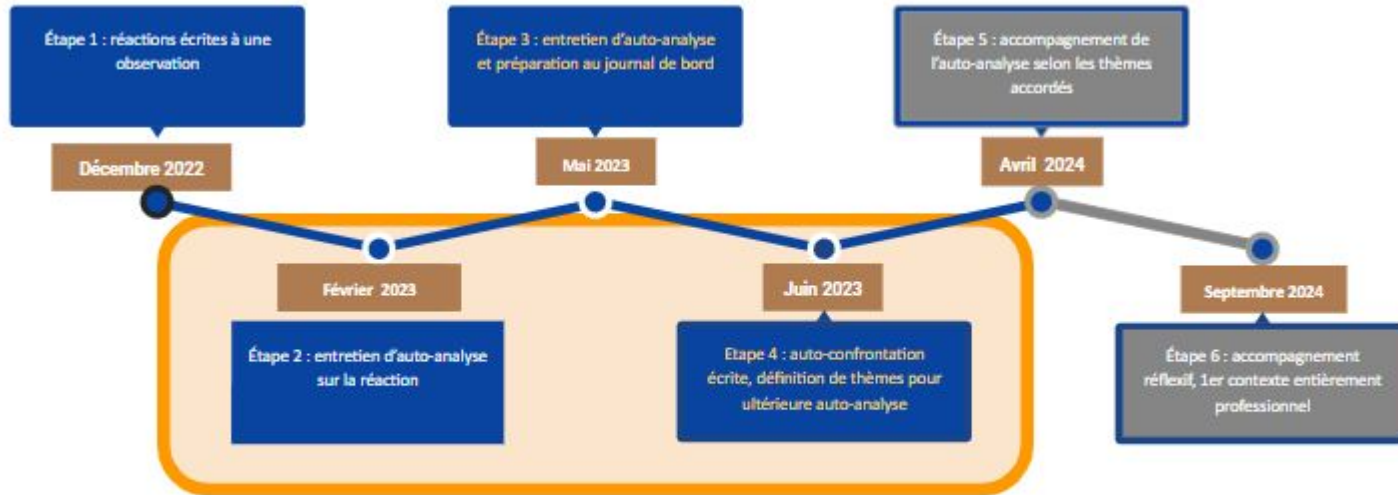 Étape 1 : réactions écrites à une
observation
Décembre 2022
Février 2023
Étape 2 : entretien d'auto-analyse
sur la réaction
Étape 3 : entretien d'auto-analyse
et préparation au journal de bord
Mai 2023
Juin 2023
Etape 4 : auto-confrontation
écrite, définition de thèmes pour
ultérieure auto-analyse
Étape 5 : accompagnement de
l'auto-analyse selon les thèmes
accordés
Avril 2024
Septembre 2024
Étape 6 : accompagnement
réflexif, 1er contexte entièrement
professionnel